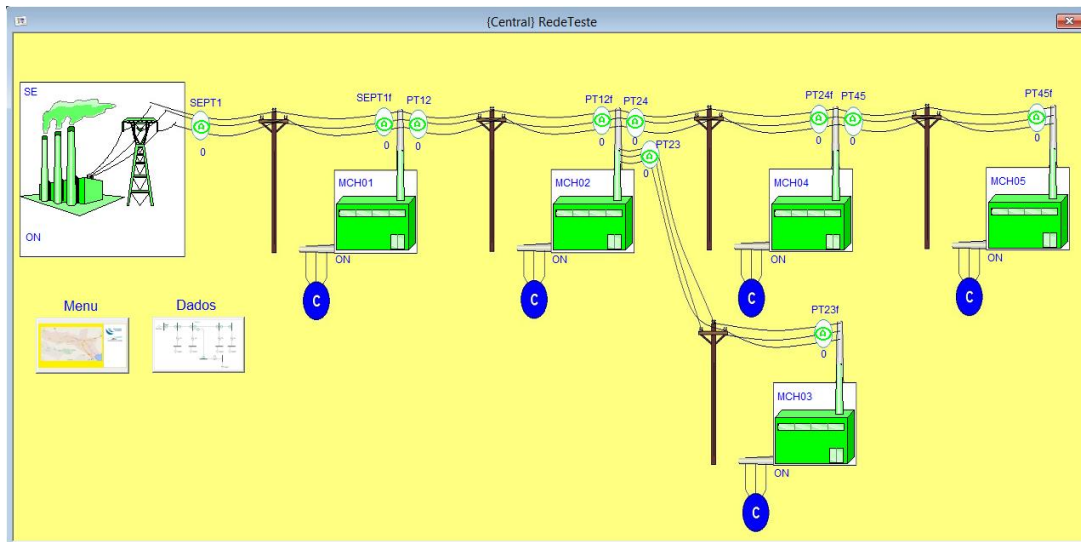 {Central} RedeTeste
SE
ON
SEPT1
0
SEPT1f
0
PT12
0
MCH01
ON
C
PT12f
0
PT24
0
PT23
0
MCH02
ON
C
PT24f
0
PT45
0
MCH04
ON
C
PT45f
0
MCH05
ON
C
Menu
Dados
PT23f
0
MCH03
ON
C